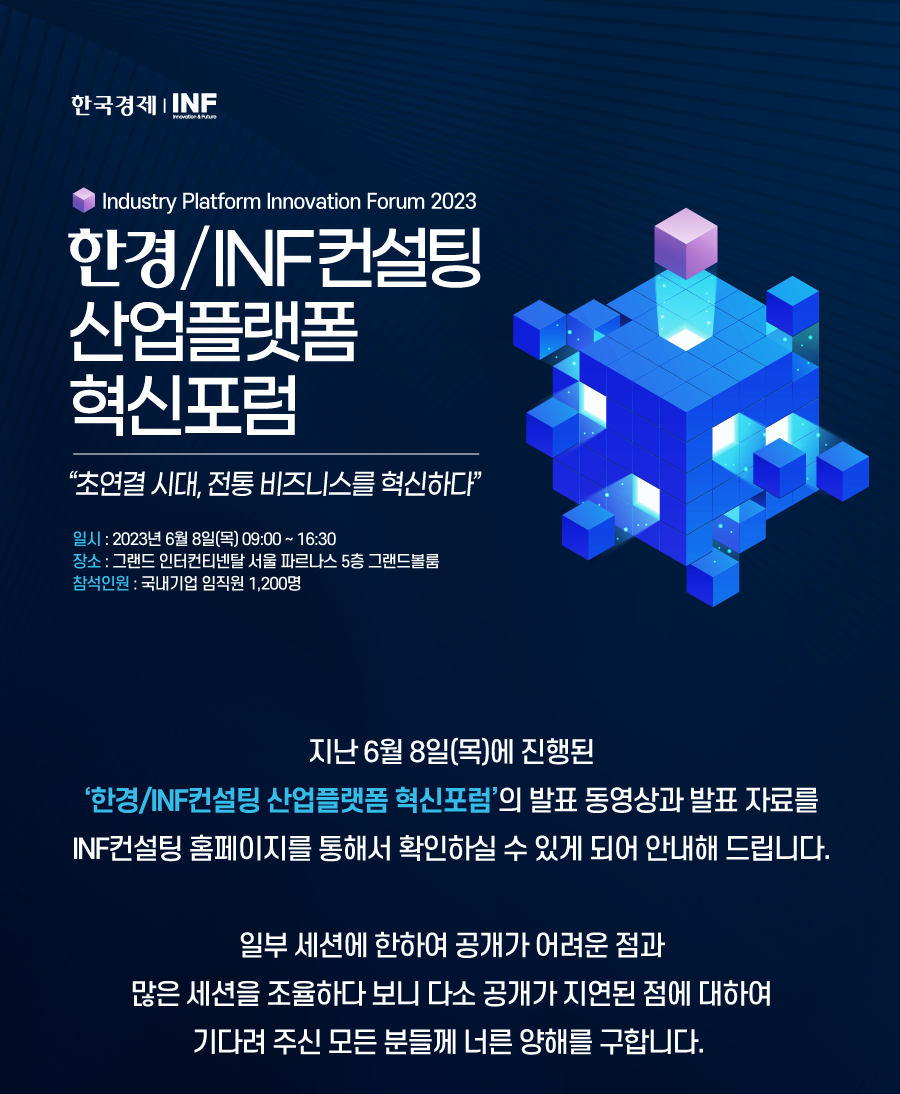 한국경제 | INF
Innovation & Future
Industry Platform Innovation Forum 2023
한경/INF컨설팅
산업플랫폼
혁신포럼
“초연결 시대, 전통 비즈니스를 혁신하다”
일시 : 2023년 6월 8일(목) 09:00 ~ 16:30
장소 : 그랜드 인터컨티넨탈 서울 파르나스 5층 그랜드볼룸
참석인원 : 국내기업 임직원 1,200명
지난 6월 8일(목)에 진행된
‘한경/INF컨설팅 산업플랫폼 혁신포럼’의 발표 동영상과 발표 자료를
INF컨설팅 홈페이지를 통해서 확인하실 수 있게 되어 안내해 드립니다.
일부 세션에 한하여 공개가 어려운 점과
많은 세션을 조율하다 보니 다소 공개가 지연된 점에 대하여
기다려 주신 모든 분들께 너른 양해를 구합니다.